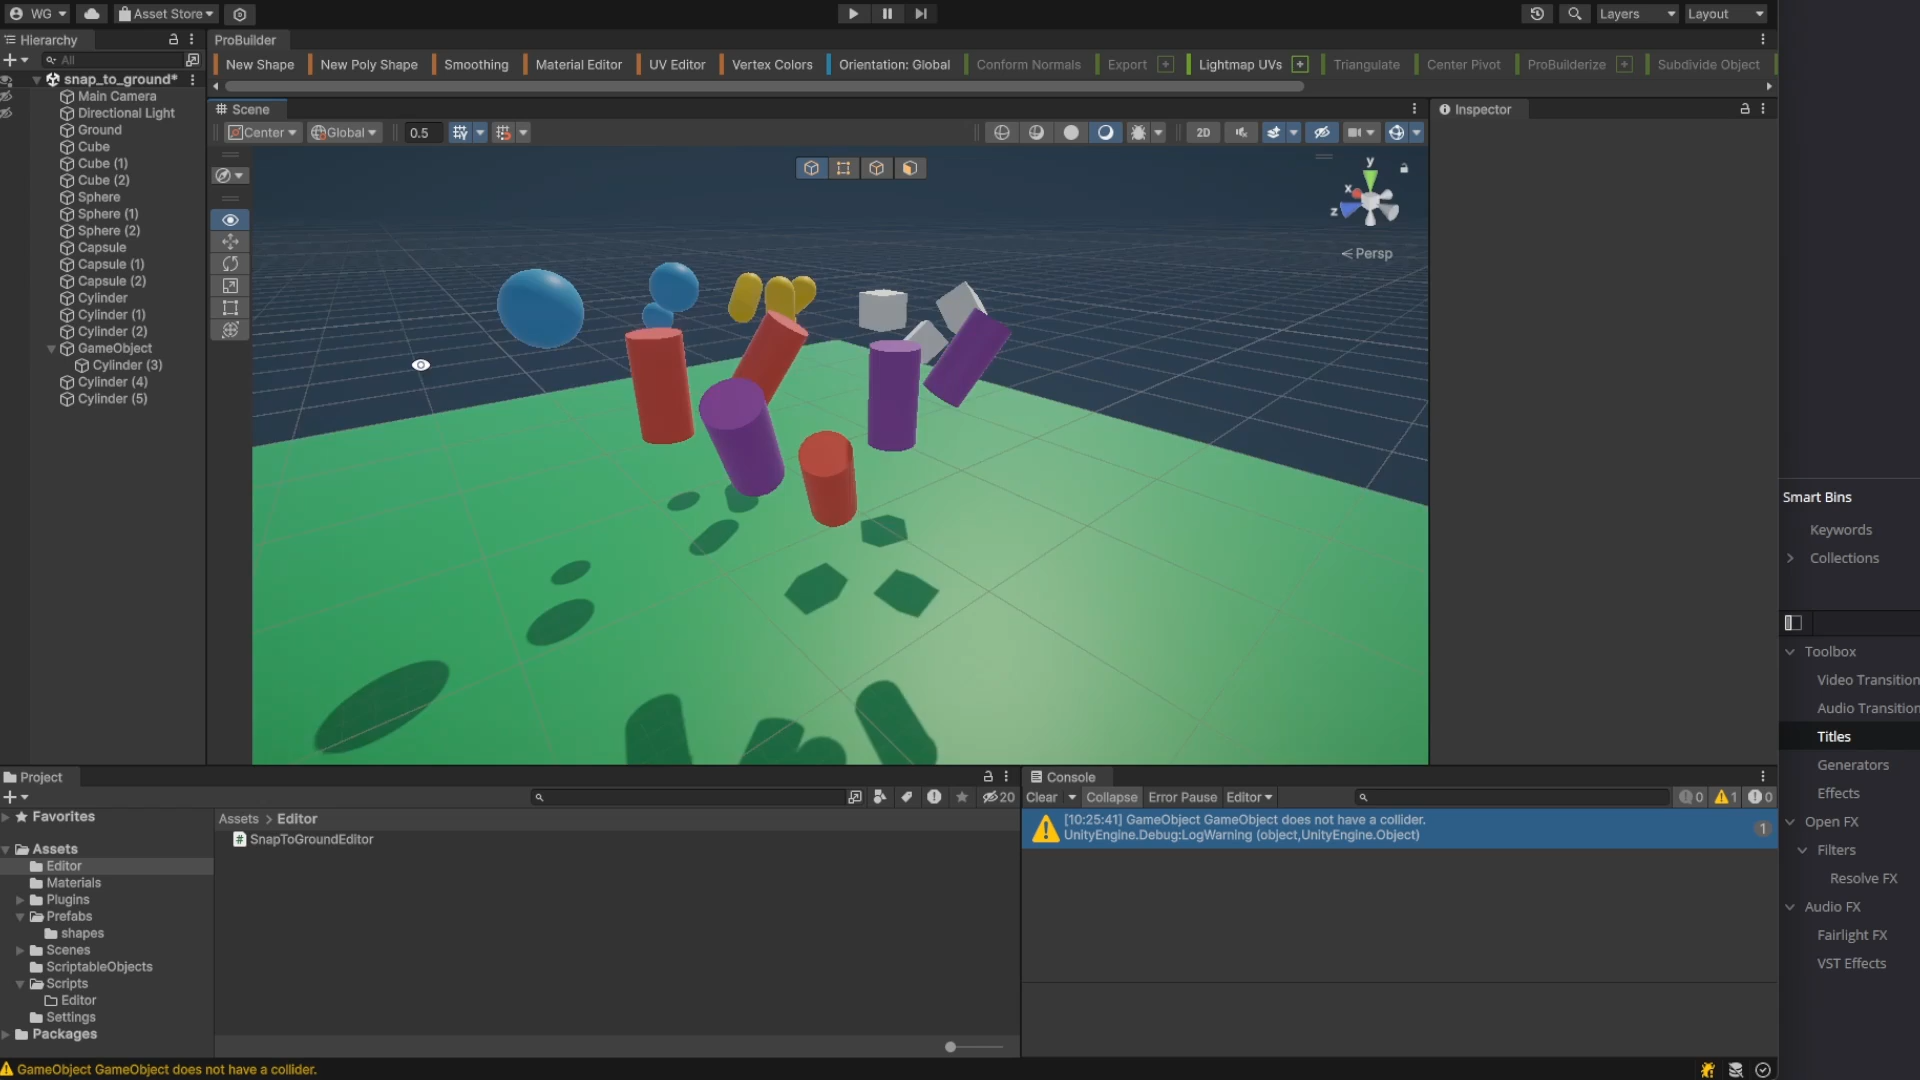 WG
Asset Store
Layers
Layout
Hierarchy
All
snap_to_ground*
Main Camera
Directional Light
Ground
Cube
Cube (1)
Cube (2)
Sphere
Sphere (1)
Sphere (2)
Capsule
Capsule (1)
Capsule (2)
Cylinder
Cylinder (1)
Cylinder (2)
GameObject
Cylinder (3)
Cylinder (4)
Cylinder (5)
ProBuilder
New Shape
New Poly Shape
Smoothing
Material Editor
UV Editor
Vertex Colors
Orientation: Global
Conform Normals
Export
Lightmap UVs
Triangulate
Center Pivot
ProBuilderize
Subdivide Object
Scene
Center
Global
0.5
2D
y
x
z
Persp
Inspector
Project
20
Favorites
Assets
Editor
Materials
Plugins
Prefabs
shapes
Scenes
ScriptableObjects
Scripts
Editor
Settings
Packages
Assets > Editor
SnapToGroundEditor
Console
Clear
Collapse
Error Pause
Editor
0
1
0
[10:25:41] GameObject GameObject does not have a collider.
UnityEngine.Debug:LogWarning (object,UnityEngine.Object)
1
GameObject GameObject does not have a collider.
Smart Bins
Keywords
Collections
Toolbox
Video Transition
Audio Transition
Titles
Generators
Effects
Open FX
Filters
Resolve FX
Audio FX
Fairlight FX
VST Effects